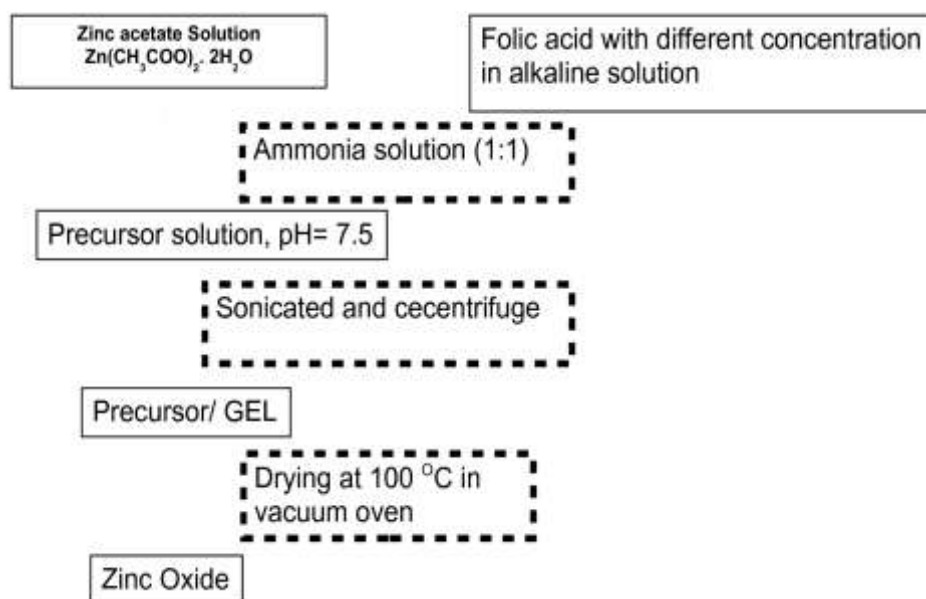 Zinc acetate Solution
Zn(CH₃COO)₂. 2H₂O
Folic acid with different concentration
in alkaline solution
Ammonia solution (1:1)
Precursor solution, pH= 7.5
Sonicated and cecentrifuge
Precursor/ GEL
Drying at 100 ⁰C in
vacuum oven
Zinc Oxide